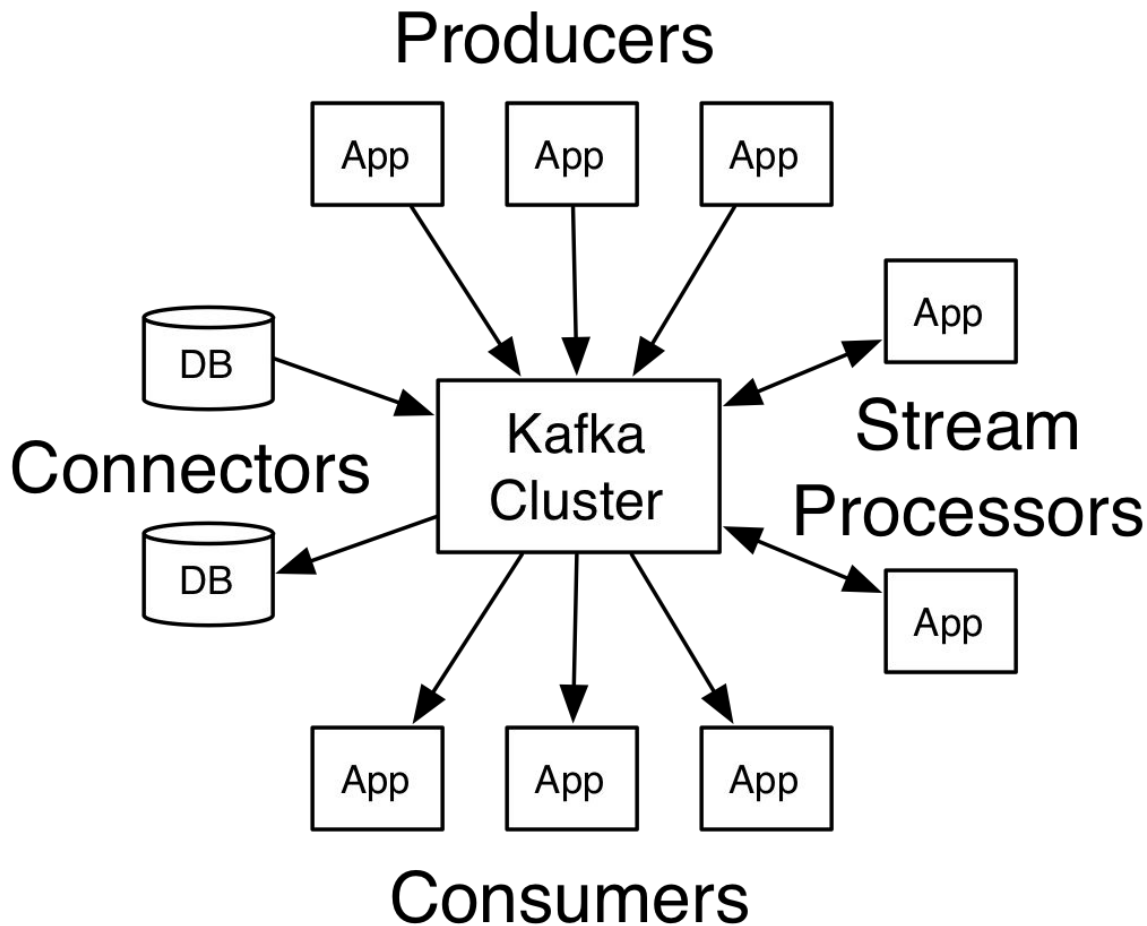 Producers
App
App
App
App
DB
Kafka
Cluster
Stream
Processors
Connectors
DB
App
App
App
App
Consumers